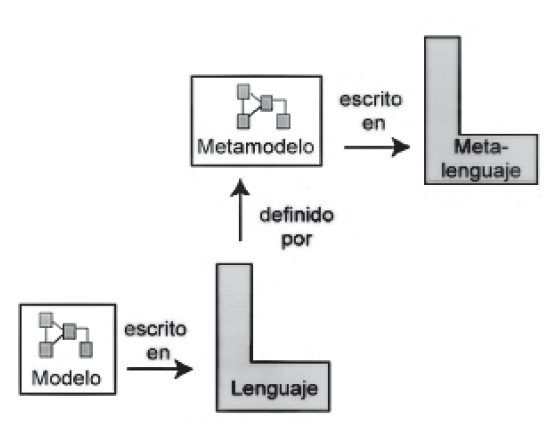 escrito
en
Meta-
lenguaje
Metamodelo
definido
por
escrito
en
Modelo
Lenguaje